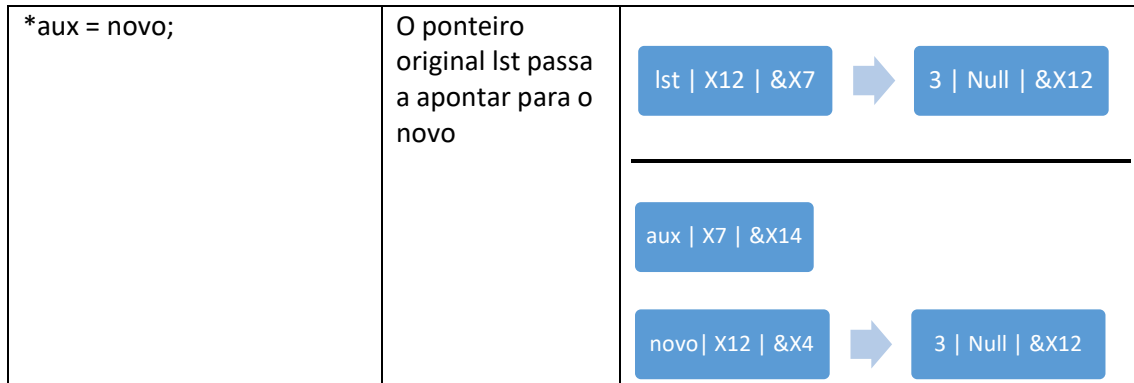 *aux = novo;
O ponteiro
original lst passa
a apontar para o
novo
lst | X12 | &X7
3 | Null | &X12
aux | X7 | &X14
novo| X12 | &X4
3 | Null | &X12